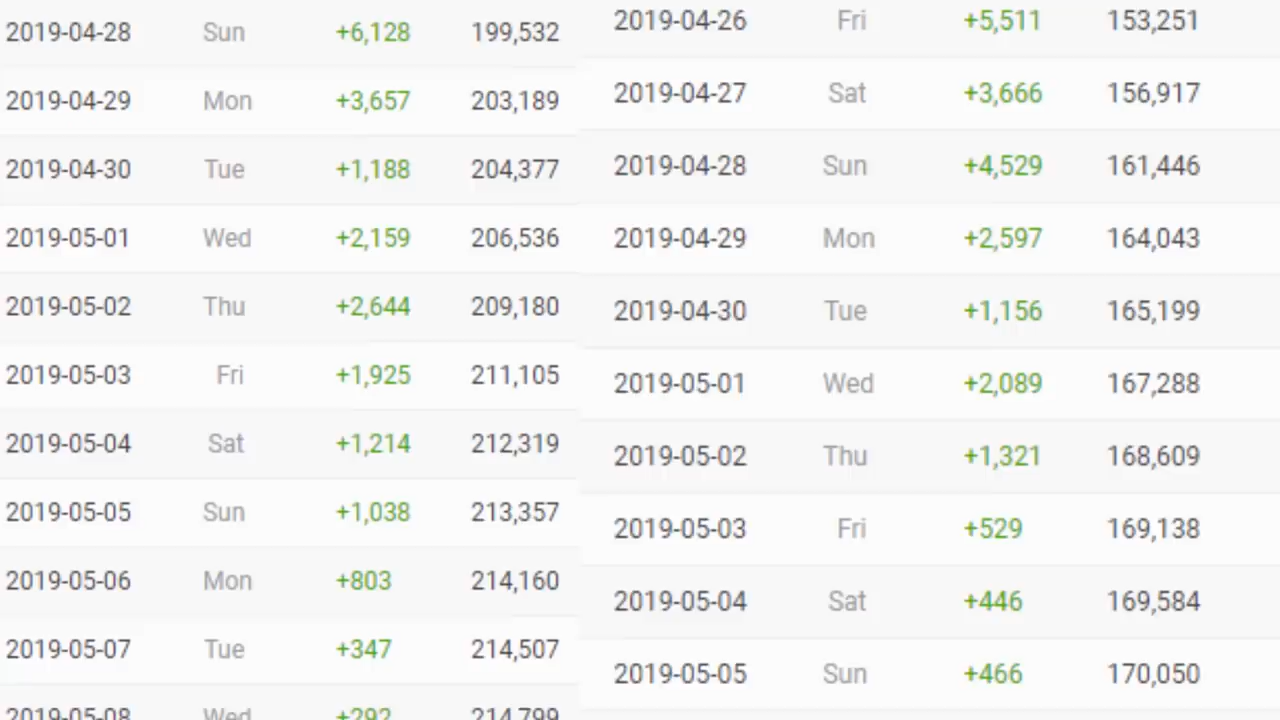 2019-04-28 Sun +6,128 199,532
2019-04-29 Mon +3,657 203,189
2019-04-30 Tue +1,188 204,377
2019-05-01 Wed +2,159 206,536
2019-05-02 Thu +2,644 209,180
2019-05-03 Fri +1,925 211,105
2019-05-04 Sat +1,214 212,319
2019-05-05 Sun +1,038 213,357
2019-05-06 Mon +803 214,160
2019-05-07 Tue +347 214,507
2019-05-08 Wed +292 214,799
2019-04-26 Fri +5,511 153,251
2019-04-27 Sat +3,666 156,917
2019-04-28 Sun +4,529 161,446
2019-04-29 Mon +2,597 164,043
2019-04-30 Tue +1,156 165,199
2019-05-01 Wed +2,089 167,288
2019-05-02 Thu +1,321 168,609
2019-05-03 Fri +529 169,138
2019-05-04 Sat +446 169,584
2019-05-05 Sun +466 170,050